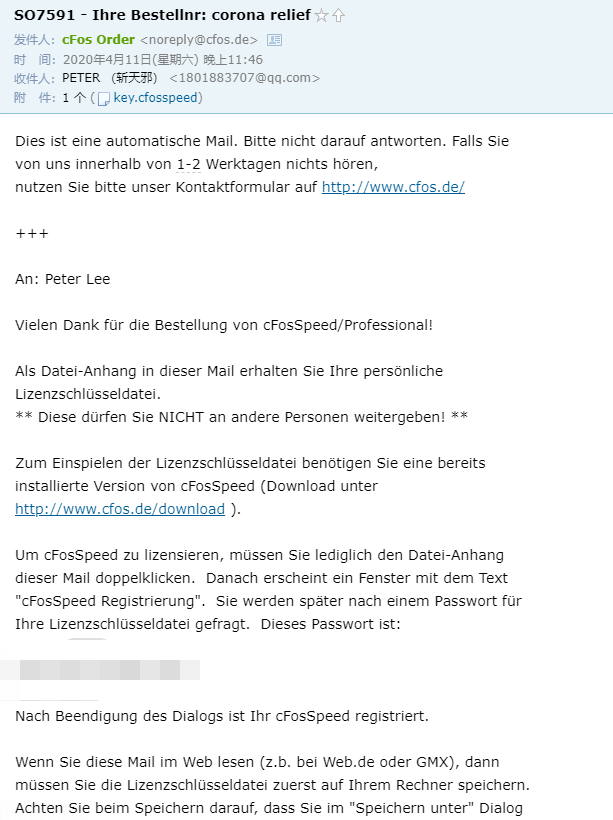 SO7591 - Ihre Bestellnr: corona relief
发件人: cFos Order <noreply@cfos.de>
时 间: 2020年4月11日(星期六) 晚上11:46
收件人: PETER （斩天邪） <1801883707@qq.com>
附 件: 1 个 ( key.cfosspeed)
Dies ist eine automatische Mail. Bitte nicht darauf antworten. Falls Sie
von uns innerhalb von 1-2 Werktagen nichts hören,
nutzen Sie bitte unser Kontaktformular auf http://www.cfos.de/
+++
An: Peter Lee
Vielen Dank für die Bestellung von cFosSpeed/Professional!
Als Datei-Anhang in dieser Mail erhalten Sie Ihre persönliche
Lizenzschlüsseldatei.
** Diese dürfen Sie NICHT an andere Personen weitergeben! **
Zum Einspielen der Lizenzschlüsseldatei benötigen Sie eine bereits
installierte Version von cFosSpeed (Download unter
http://www.cfos.de/download ).
Um cFosSpeed zu lizensieren, müssen Sie lediglich den Datei-Anhang
dieser Mail doppelklicken.  Danach erscheint ein Fenster mit dem Text
"cFosSpeed Registrierung".  Sie werden später nach einem Passwort für
Ihre Lizenzschlüsseldatei gefragt.  Dieses Passwort ist:
Nach Beendigung des Dialogs ist Ihr cFosSpeed registriert.
Wenn Sie diese Mail im Web lesen (z.b. bei Web.de oder GMX), dann
müssen Sie die Lizenzschlüsseldatei zuerst auf Ihrem Rechner speichern.
Achten Sie beim Speichern darauf, dass Sie im "Speichern unter" Dialog